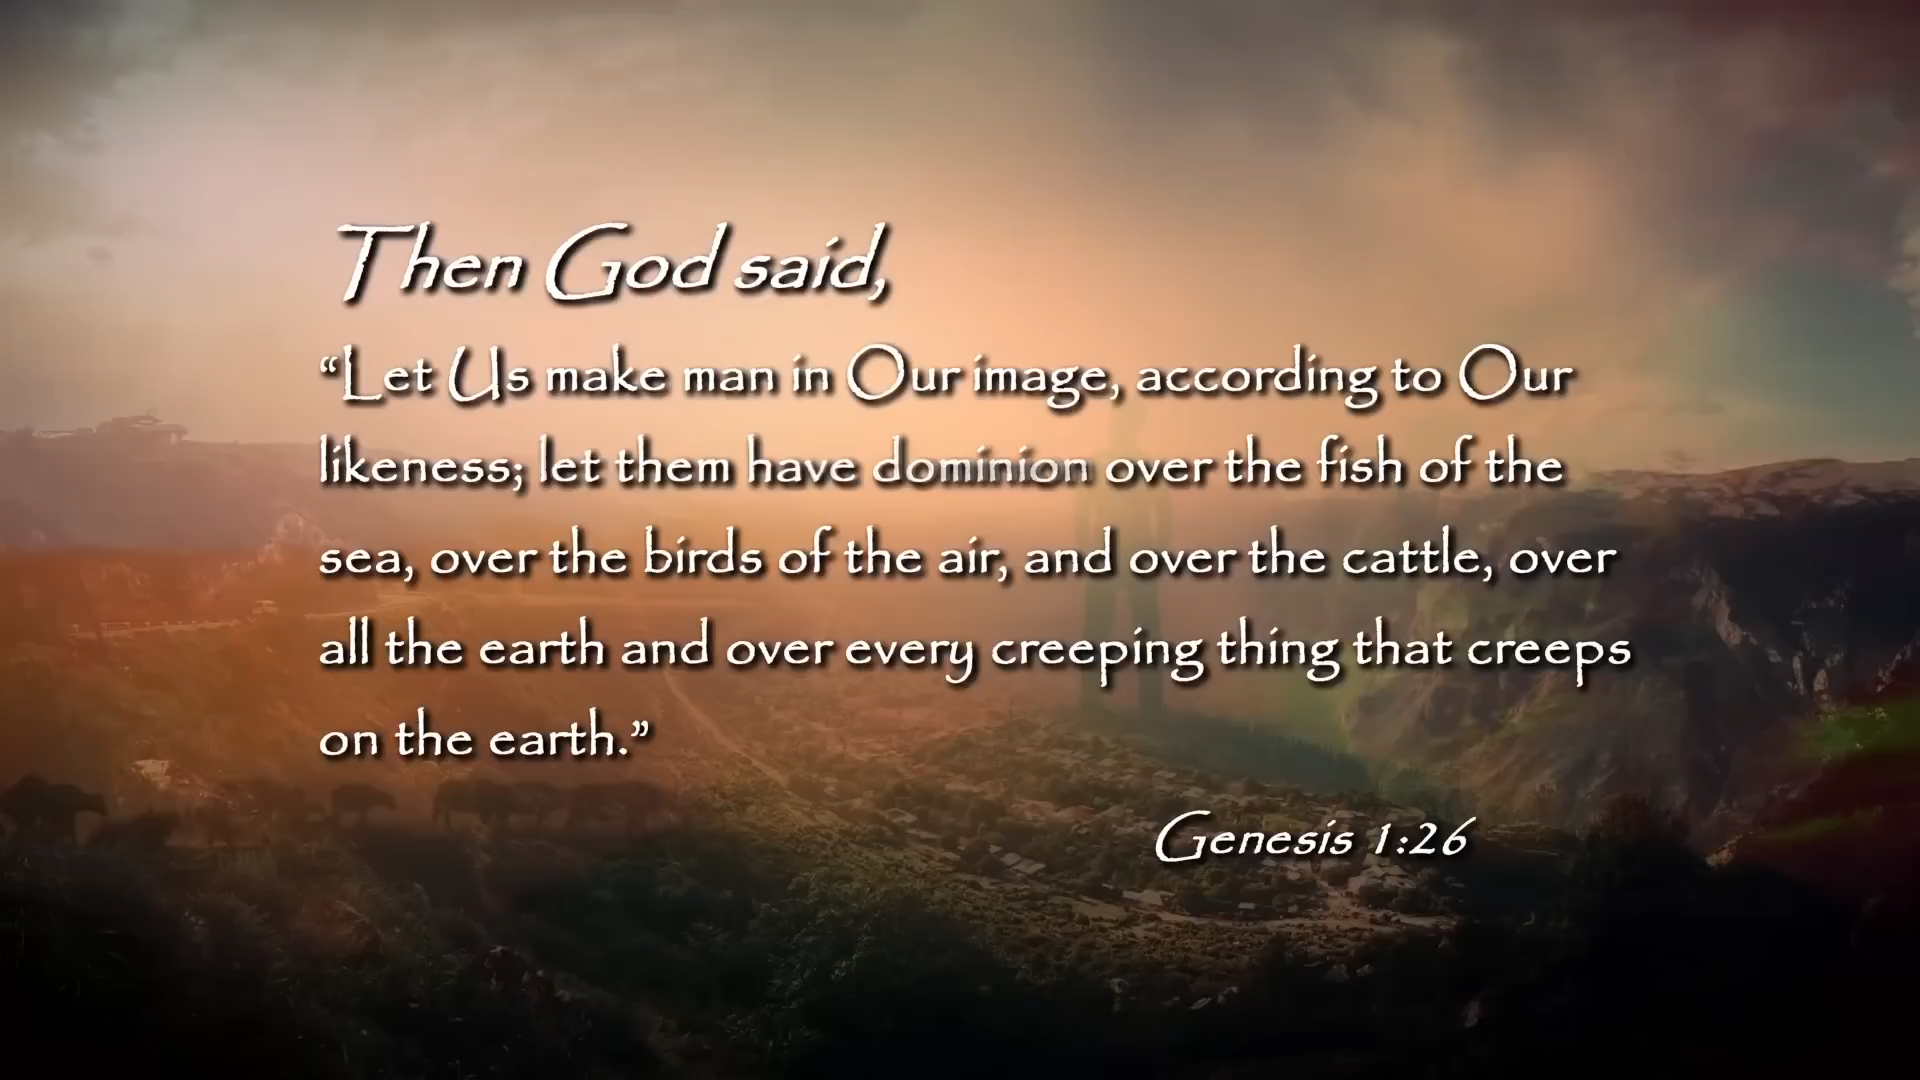 Then God said,
“Let Us make man in Our image, according to Our
likeness; let them have dominion over the fish of the
sea, over the birds of the air, and over the cattle, over
all the earth and over every creeping thing that creeps
on the earth.”
Genesis 1:26